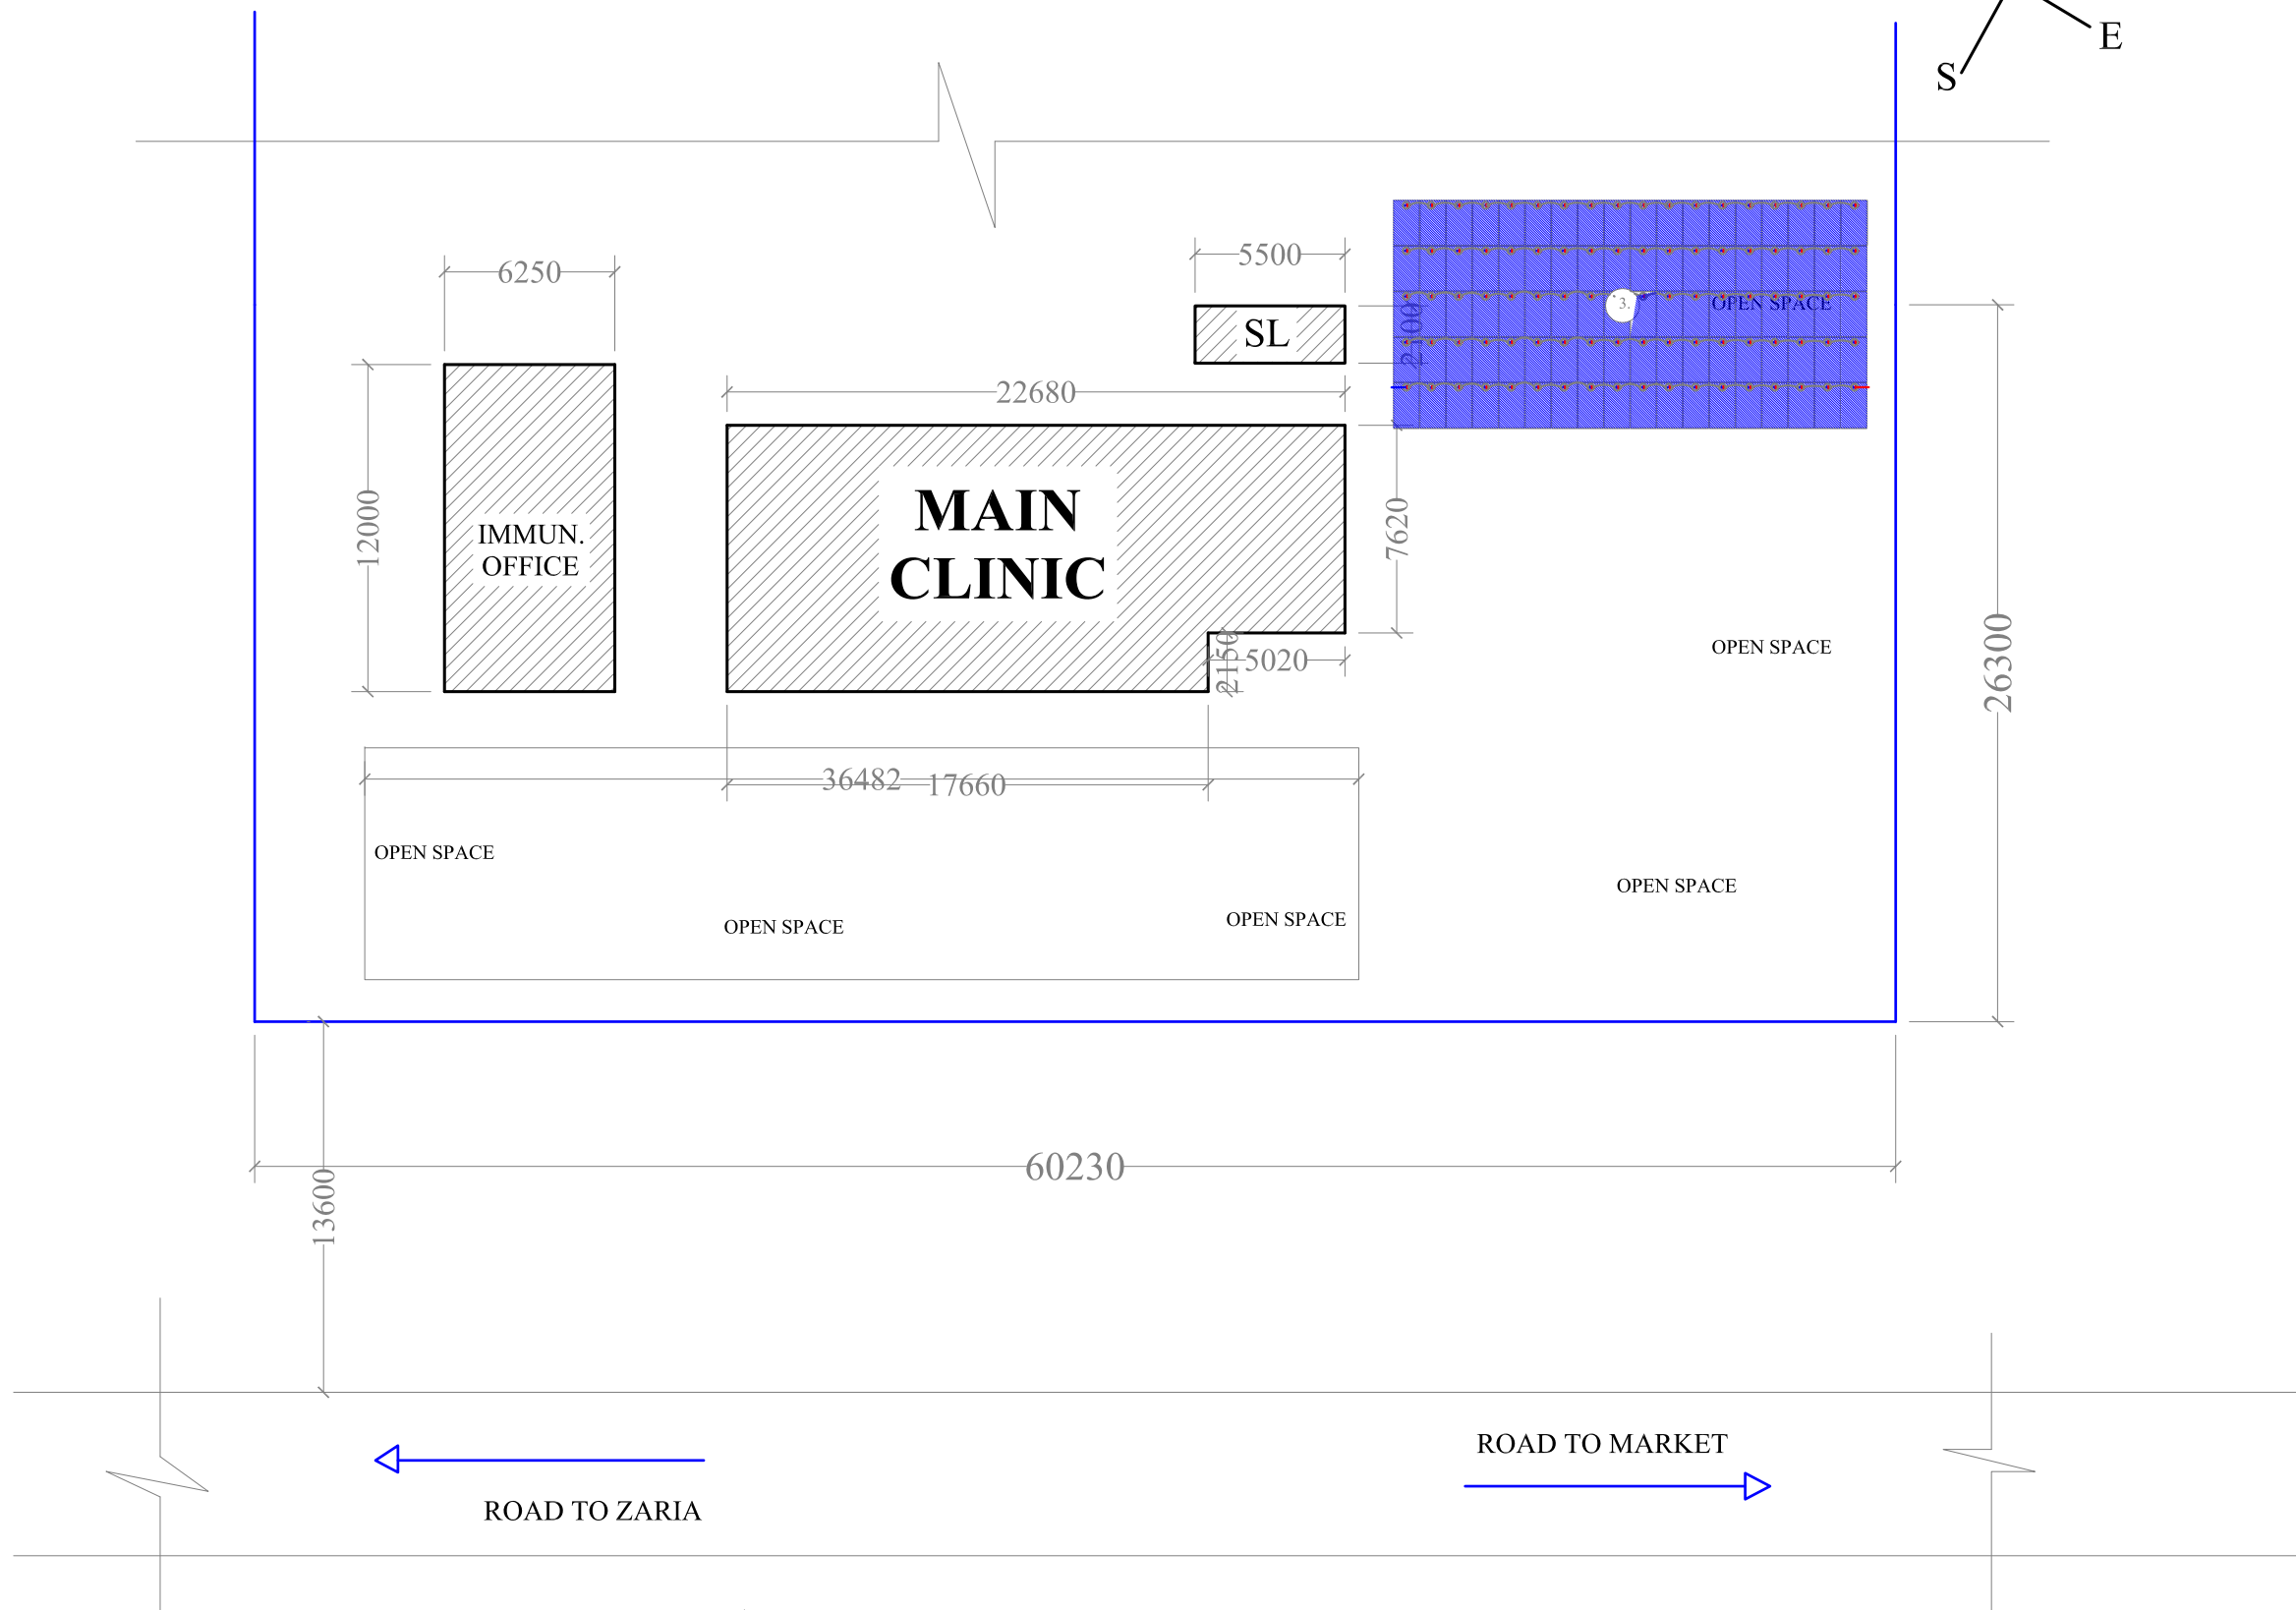 E
S
5500
6250
3.
OPEN SPACE
2100
SL
22680
MAIN
CLINIC
12000
7620
IMMUN.
OFFICE
OPEN SPACE
2150
5020
26300
36482
17660
OPEN SPACE
OPEN SPACE
OPEN SPACE
OPEN SPACE
60230
13600
ROAD TO MARKET
ROAD TO ZARIA